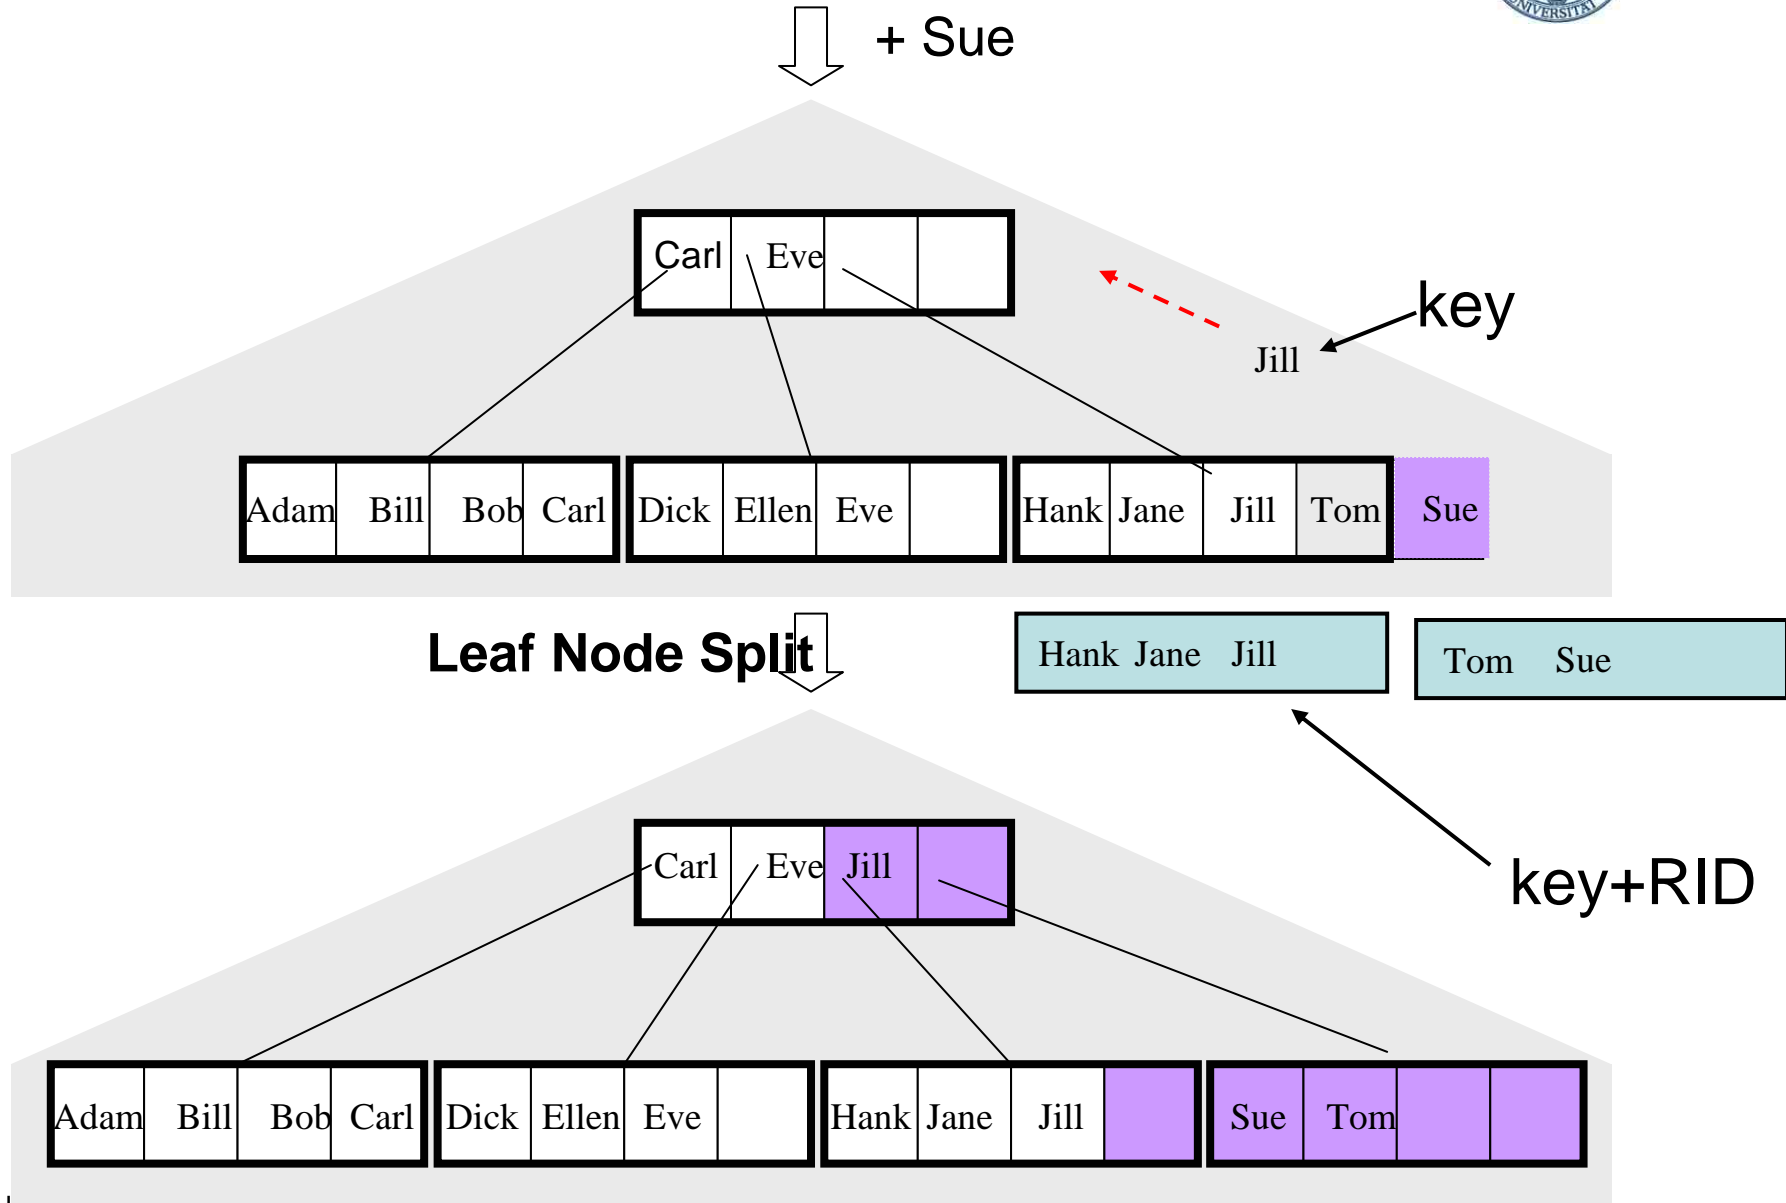 UNIVERSITÄT
+ Sue
Carl Eve
key
Jill
Adam Bill Bob Carl Dick Ellen Eve Hank Jane Jill Tom Sue
Leaf Node Split
Hank Jane Jill
Tom Sue
Carl Eve Jill
key+RID
Adam Bill Bob Carl Dick Ellen Eve Hank Jane Jill Sue Tom